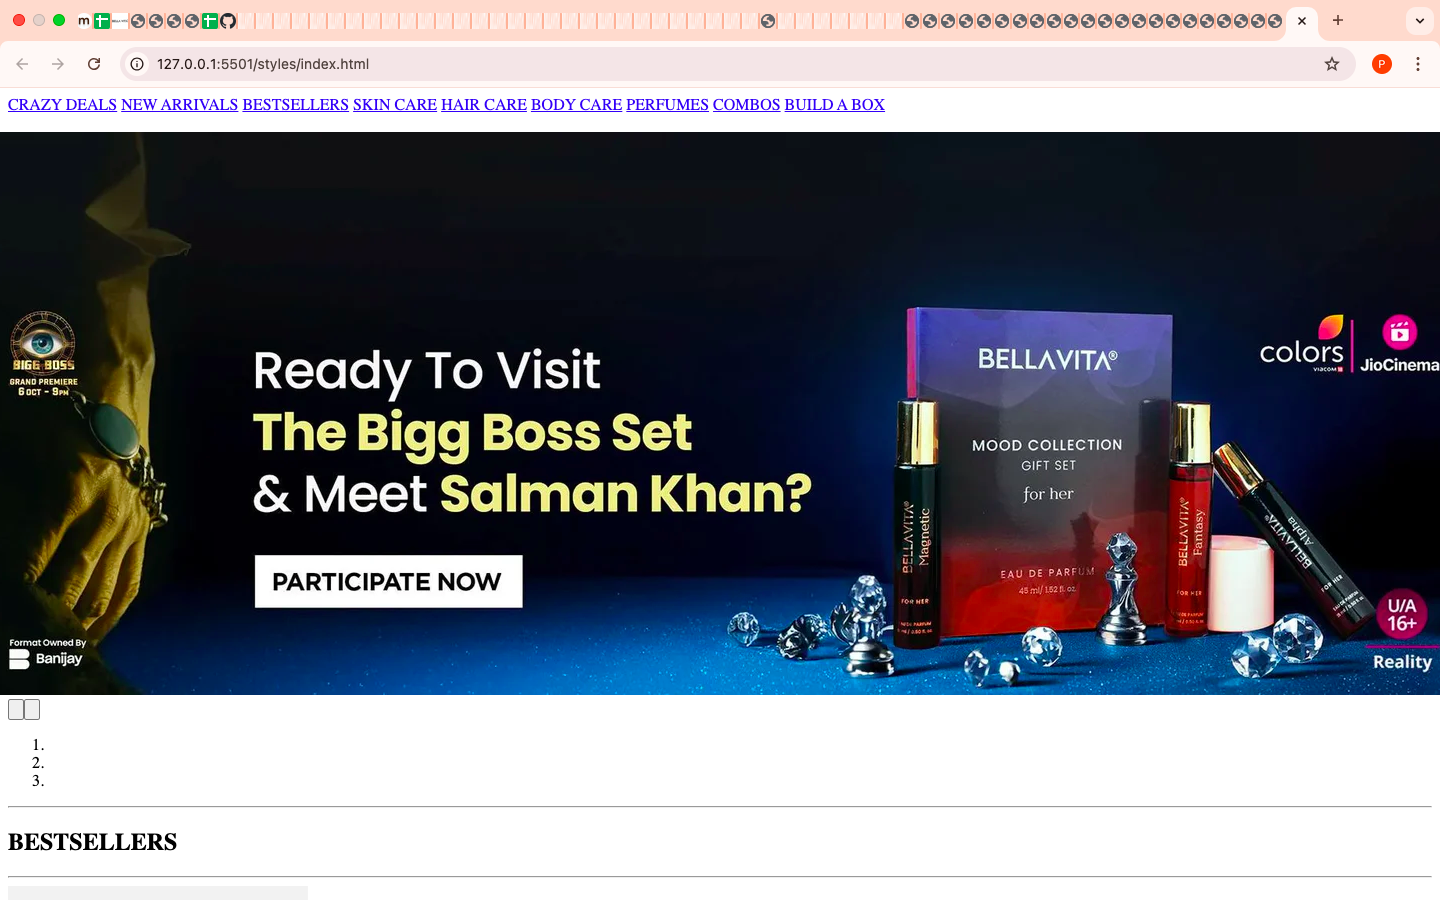 127.0.0.1:5501/styles/index.html
P
CRAZY DEALS NEW ARRIVALS BESTSELLERS SKIN CARE HAIR CARE BODY CARE PERFUMES COMBOS BUILD A BOX
BIGG BOSS
GRAND PREMIERE
6 OCT - 9PM
Ready To Visit
The Bigg Boss Set
& Meet Salman Khan?
PARTICIPATE NOW
Format Owned By
Banijay
BELLAVITA®
MOOD COLLECTION
GIFT SET
for her
EAU DE PARFUM
45 ml/ 1.52 fl. oz.
BELLAVITA®
Magnetic
FOR HER
BELLAVITA®
Fantasy
FOR HER
BELLAVITA®
Alpha
FOR HER
colors
VIACOM18
JioCinema
U/A
16+
Reality
1.
2.
3.
BESTSELLERS